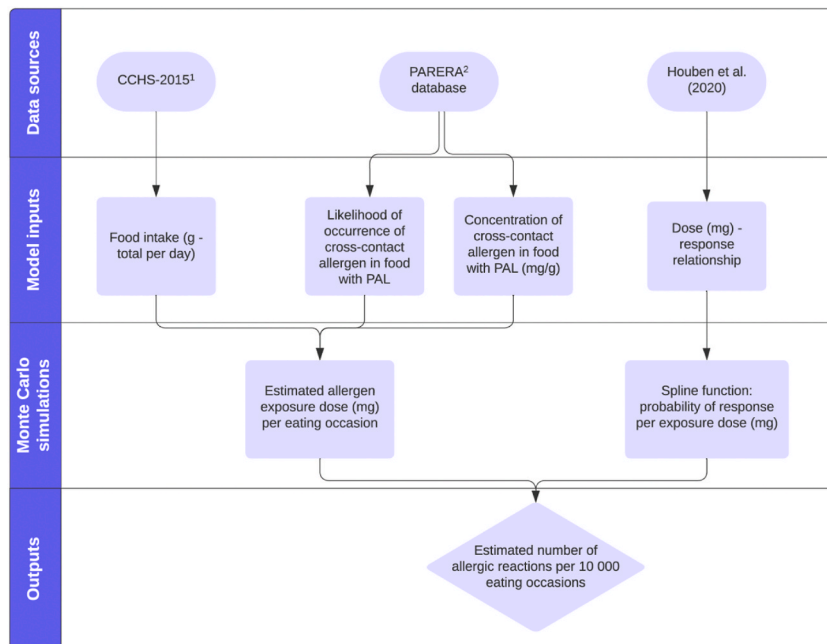 Data sources
CCHS-2015¹
PARERA²
database
Houben et al.
(2020)
Model inputs
Food intake (g -
total per day)
Likelihood of
occurrence of
cross-contact
allergen in food
with PAL
Concentration of
cross-contact
allergen in food
with PAL (mg/g)
Dose (mg) -
response
relationship
Monte Carlo
simulations
Estimated allergen
exposure dose (mg)
per eating occasion
Spline function:
probability of response
per exposure dose (mg)
Outputs
Estimated number of
allergic reactions per 10 000
eating occasions